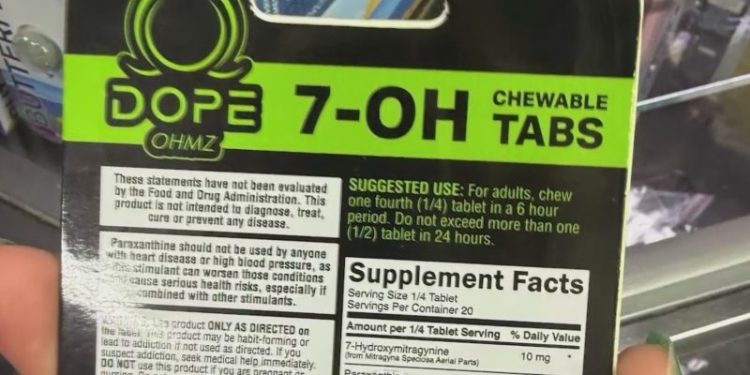 BUTTERF
DOPE
OHMZ
7-OH
CHEWABLE
TABS
These statements have not been evaluated
by the Food and Drug Administration. This
product is not intended to diagnose, treat,
cure or prevent any disease.
Paraxanthine should not be used by anyone
with heart disease or high blood pressure, as
this stimulant can worsen those conditions
and cause serious health risks, especially if
combined with other stimulants.
product ONLY AS DIRECTED on
the label. This product may be habit-forming or
lead to addiction if not used as directed. If you
suspect addiction, seek medical help immediately.
DO NOT use this product if you are pregnant or
SUGGESTED USE: For adults, chew
one fourth (1/4) tablet in a 6 hour
period. Do not exceed more than one
(1/2) tablet in 24 hours.
Supplement Facts
Serving Size 1/4 Tablet
Servings Per Container 20
Amount per 1/4 Tablet Serving % Daily Value
7-Hydroxymitragynine 10 mg *
(from Mitragyna Speciosa Aerial Parts)